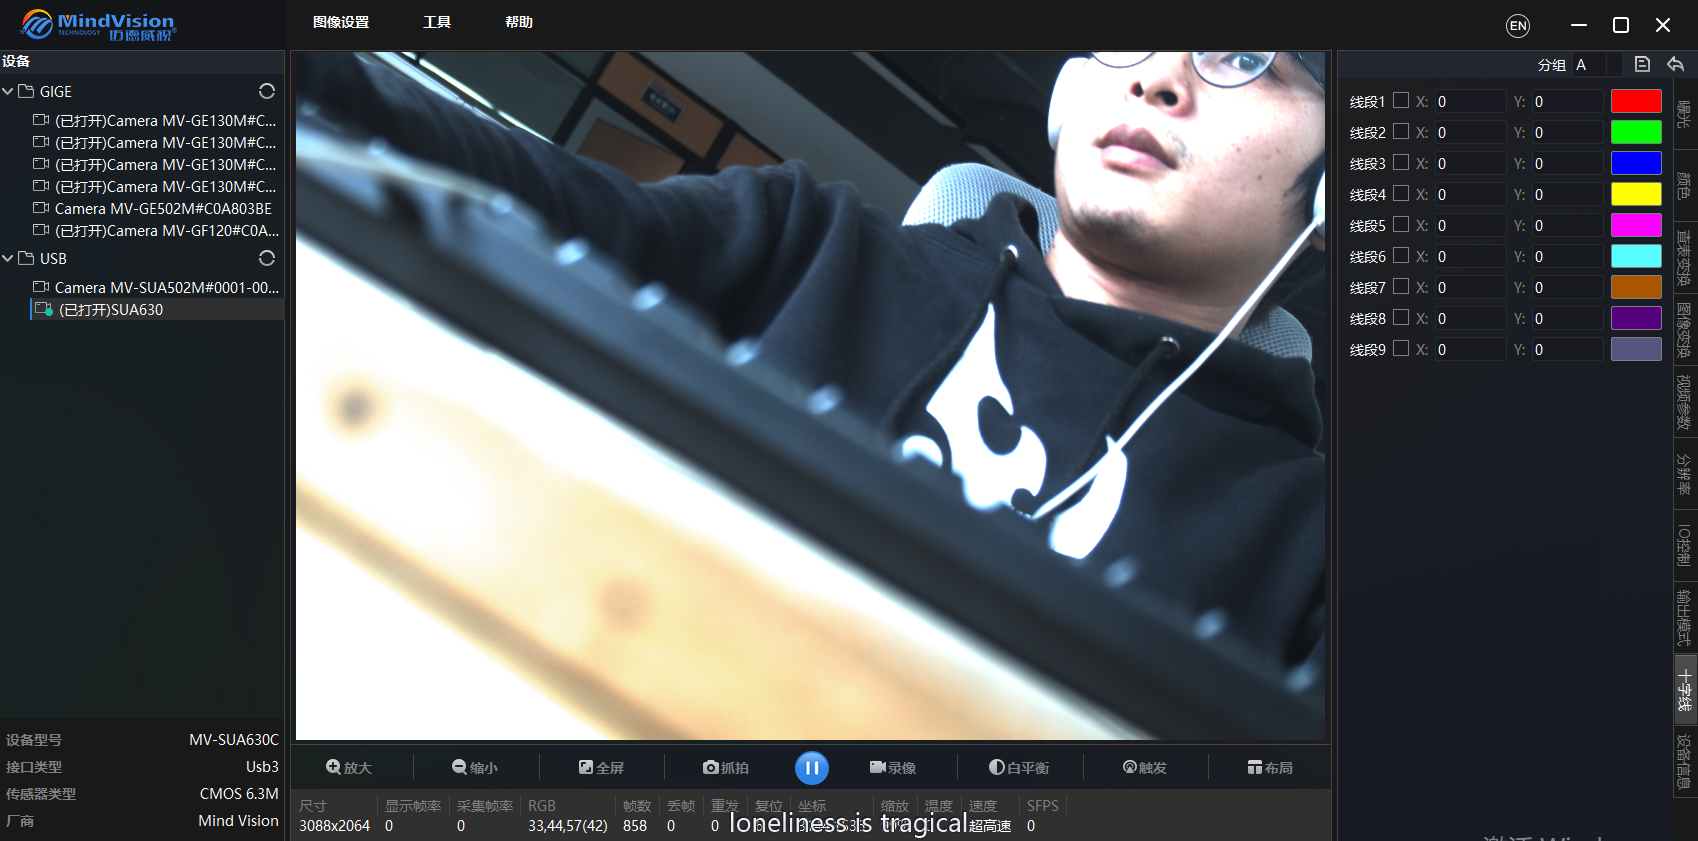 MindVision
TECHNOLOGY 迈德威视®
图像设置 工具 帮助
EN
设备
GIGE
(已打开)Camera MV-GE130M#C...
(已打开)Camera MV-GE130M#C...
(已打开)Camera MV-GE130M#C...
(已打开)Camera MV-GE130M#C...
Camera MV-GE502M#C0A803BE
(已打开)Camera MV-GF120#C0A...
USB
Camera MV-SUA502M#0001-00...
(已打开)SUA630
设备型号 MV-SUA630C
接口类型 Usb3
传感器类型 CMOS 6.3M
厂商 Mind Vision
放大 缩小 全屏 抓拍 录像 白平衡 触发 布局
尺寸 显示帧率 采集帧率 RGB 帧数 丢帧 重发 复位 坐标 缩放 温度 速度 SFPS
3088x2064 0 0 33,44,57(42) 858 0 0 超高速 0
loneliness is tragical
分组 A
线段1 X: 0 Y: 0
线段2 X: 0 Y: 0
线段3 X: 0 Y: 0
线段4 X: 0 Y: 0
线段5 X: 0 Y: 0
线段6 X: 0 Y: 0
线段7 X: 0 Y: 0
线段8 X: 0 Y: 0
线段9 X: 0 Y: 0
曝光
颜色
查表变换
图像变换
视频参数
分辨率
IO控制
输出模式
十字线
设备信息